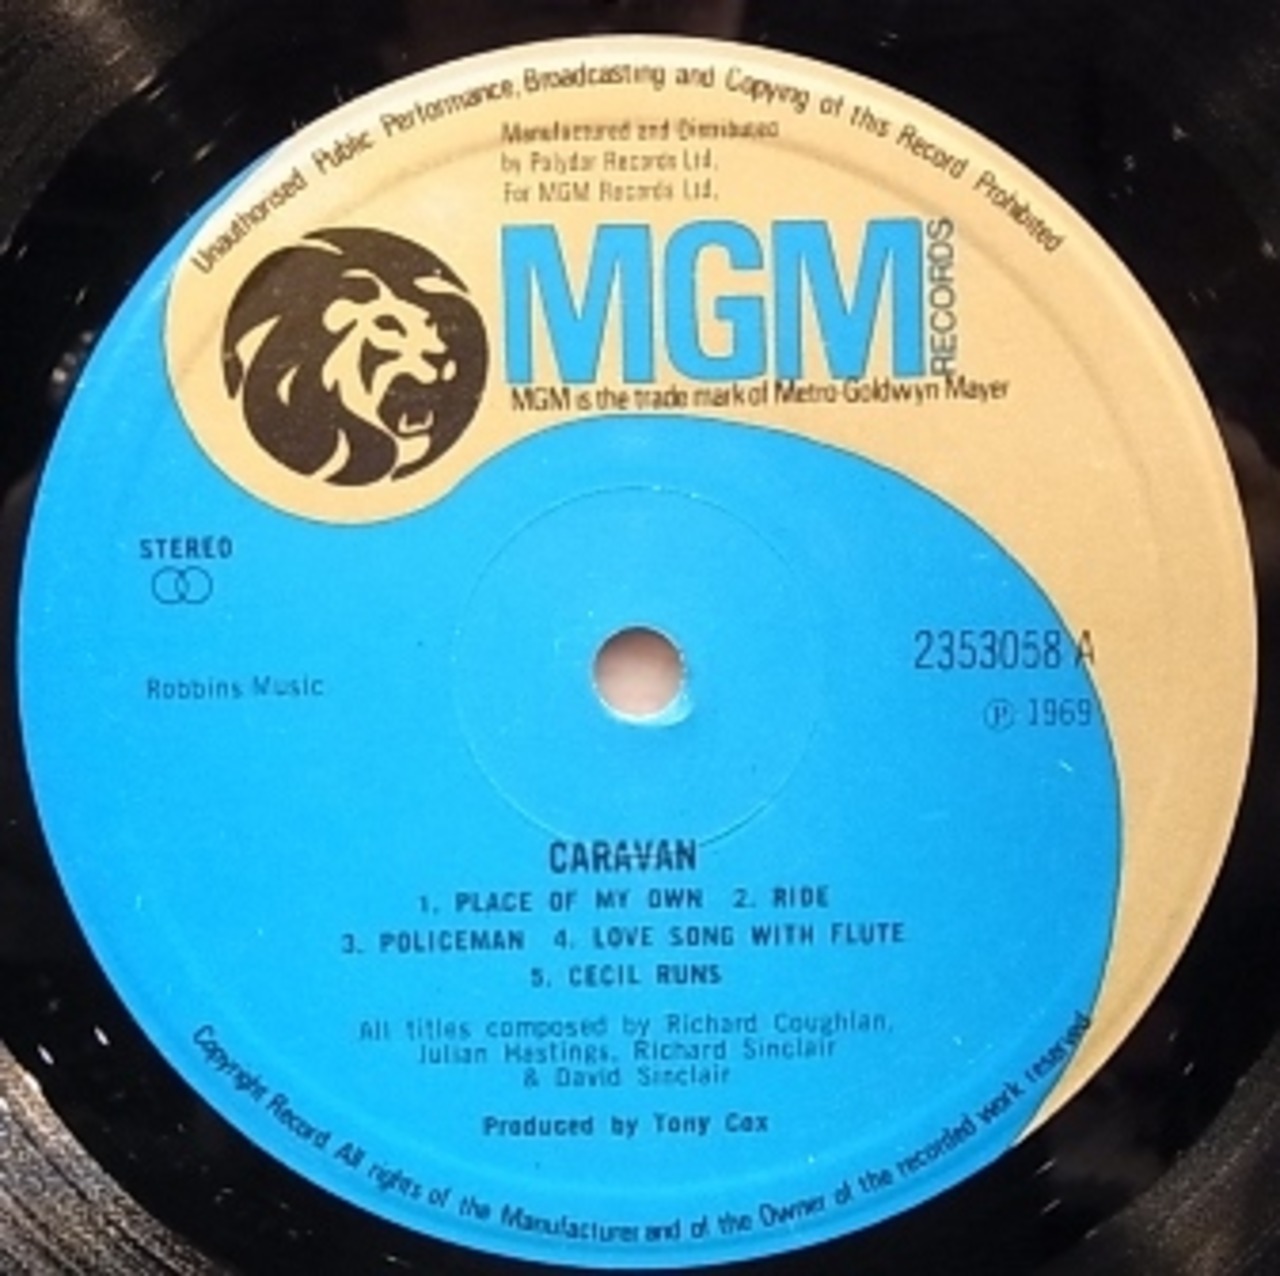 Unauthorised Public Performance, Broadcasting and Copying of this Record Prohibited
Manufactured and Distributed
by Polydor Records Ltd.
For MGM Records Ltd.
MGM
RECORDS
MGM is the trade mark of Metro-Goldwyn Mayer
STEREO
2353058 A
Robbins Music
Ⓟ 1969
CARAVAN
1. PLACE OF MY OWN 2. RIDE
3. POLICEMAN 4. LOVE SONG WITH FLUTE
5. CECIL RUNS
All titles composed by Richard Coughlan,
Julian Hastings, Richard Sinclair
& David Sinclair
Produced by Tony Cox
Copyright Record All rights of the Manufacturer and of the Owner of the recorded work reserved